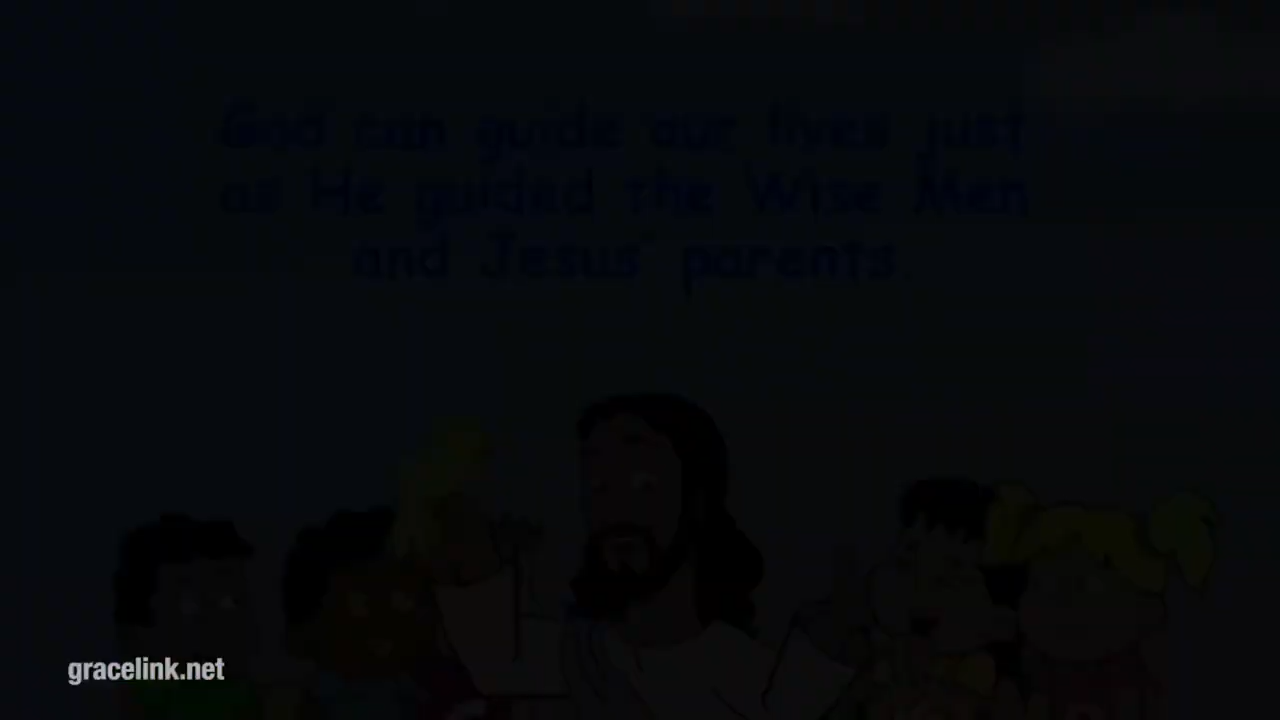 God can guide our lives just
as He guided the Wise Men
and Jesus' parents
gracelink.net